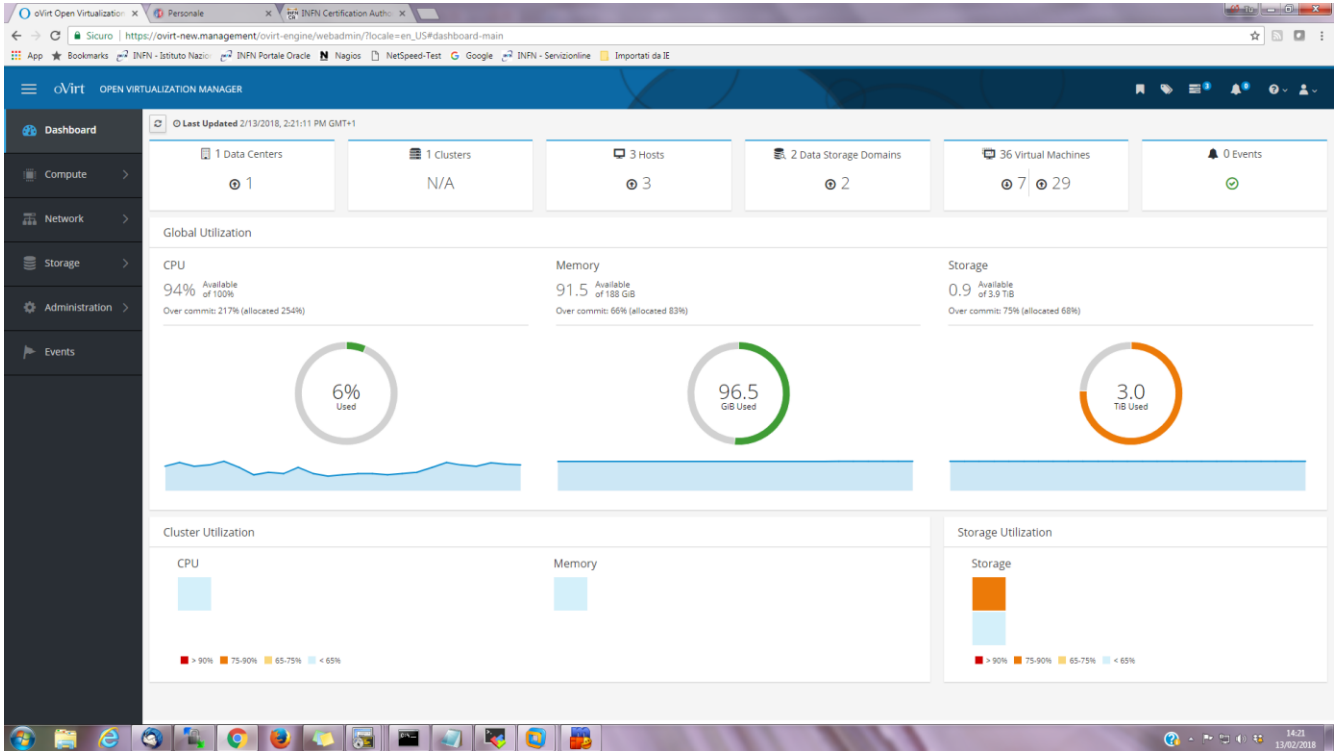 oVirt Open Virtualization
Personale
INFN Certification Autho
Sicuro | https://ovirt-new.management/ovirt-engine/webadmin/?locale=en_US#dashboard-main
App Bookmarks INFN - Istituto Nazio INFN Portale Oracle Nagios NetSpeed-Test Google INFN - Servizionline Importati da IE
oVirt OPEN VIRTUALIZATION MANAGER
Dashboard
Compute
Network
Storage
Administration
Events
Last Updated 2/13/2018, 2:21:11 PM GMT+1
1 Data Centers
1
1 Clusters
N/A
3 Hosts
3
2 Data Storage Domains
2
36 Virtual Machines
7 29
0 Events
Global Utilization
CPU
94% Available of 100%
Over commit: 217% (allocated 254%)
6%
Used
Memory
91.5 Available of 188 GiB
Over commit: 66% (allocated 83%)
96.5
GiB Used
Storage
0.9 Available of 3.9 TiB
Over commit: 75% (allocated 68%)
3.0
TiB Used
Cluster Utilization
CPU
Memory
> 90% 75-90% 65-75% < 65%
Storage Utilization
Storage
> 90% 75-90% 65-75% < 65%
14:21
13/02/2018